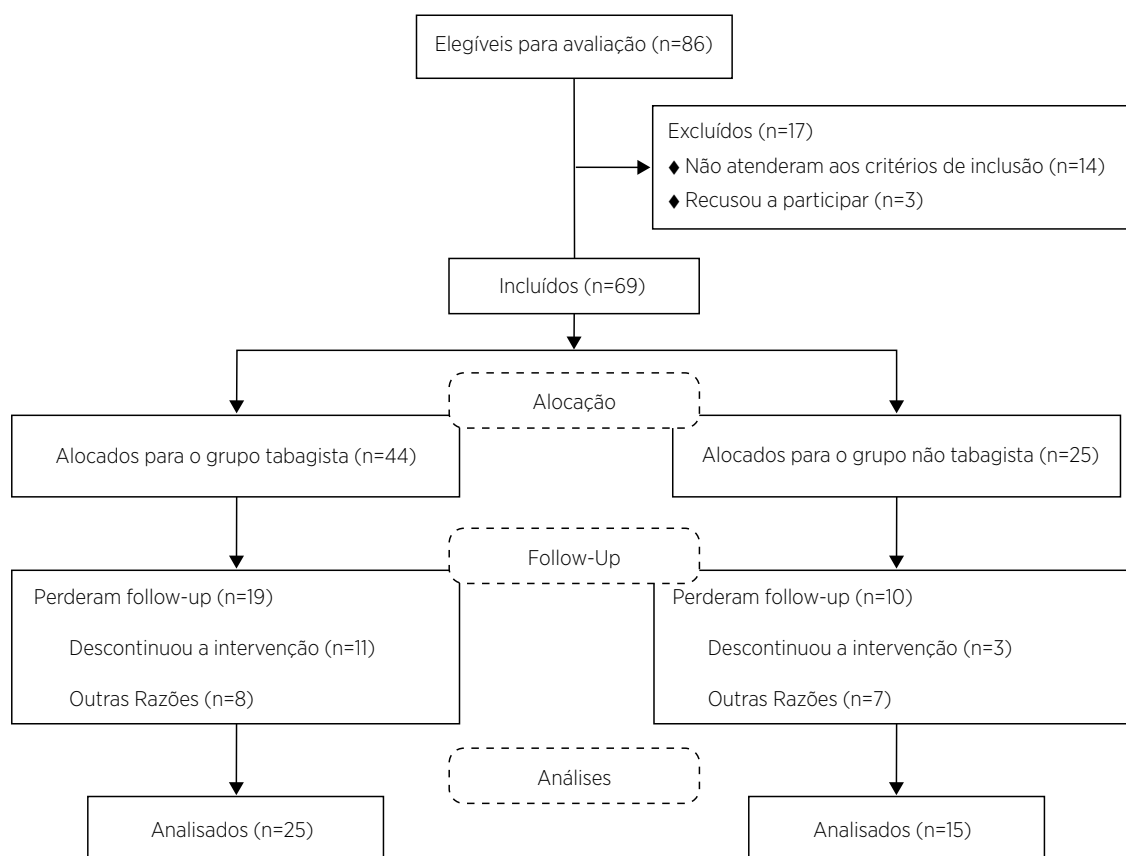 Elegíveis para avaliação (n=86)
Excluídos (n=17)
♦ Não atenderam aos critérios de inclusão (n=14)
♦ Recusou a participar (n=3)
Incluídos (n=69)
Alocação
Alocados para o grupo tabagista (n=44)
Alocados para o grupo não tabagista (n=25)
Follow-Up
Perderam follow-up (n=19)
Descontinuou a intervenção (n=11)
Outras Razões (n=8)
Perderam follow-up (n=10)
Descontinuou a intervenção (n=3)
Outras Razões (n=7)
Análises
Analisados (n=25)
Analisados (n=15)